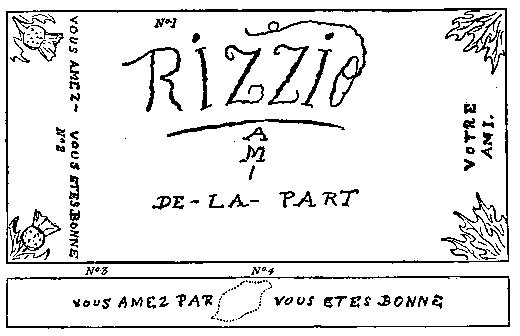 VOUS AMEZ - VOUS ETES BONNE
Nº 2
Nº 1
RIZZIO
AMI
DE - LA - PART
VOTRE
AMI.
Nº 3 Nº 4
VOUS AMEZ PAR VOUS ETES BONNE